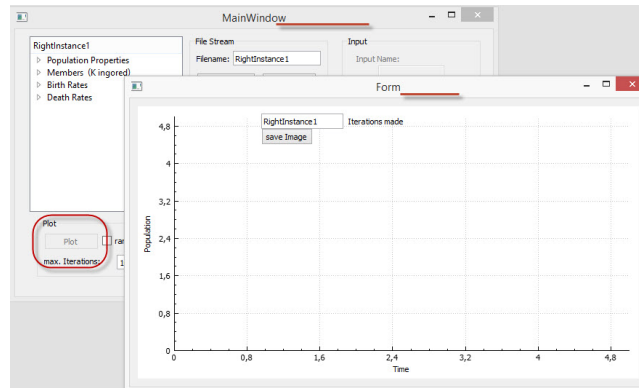 MainWindow
RightInstance1
Population Properties
Members (K ingored)
Birth Rates
Death Rates
File Stream
Filename: RightInstance1
Input
Input Name:
Plot
Plot
max. Iterations: 1
Form
RightInstance1 Iterations made
save Image
Population
4,8
4
3,2
2,4
1,6
0,8
0
0 0,8 1,6 2,4 3,2 4 4,8
Time